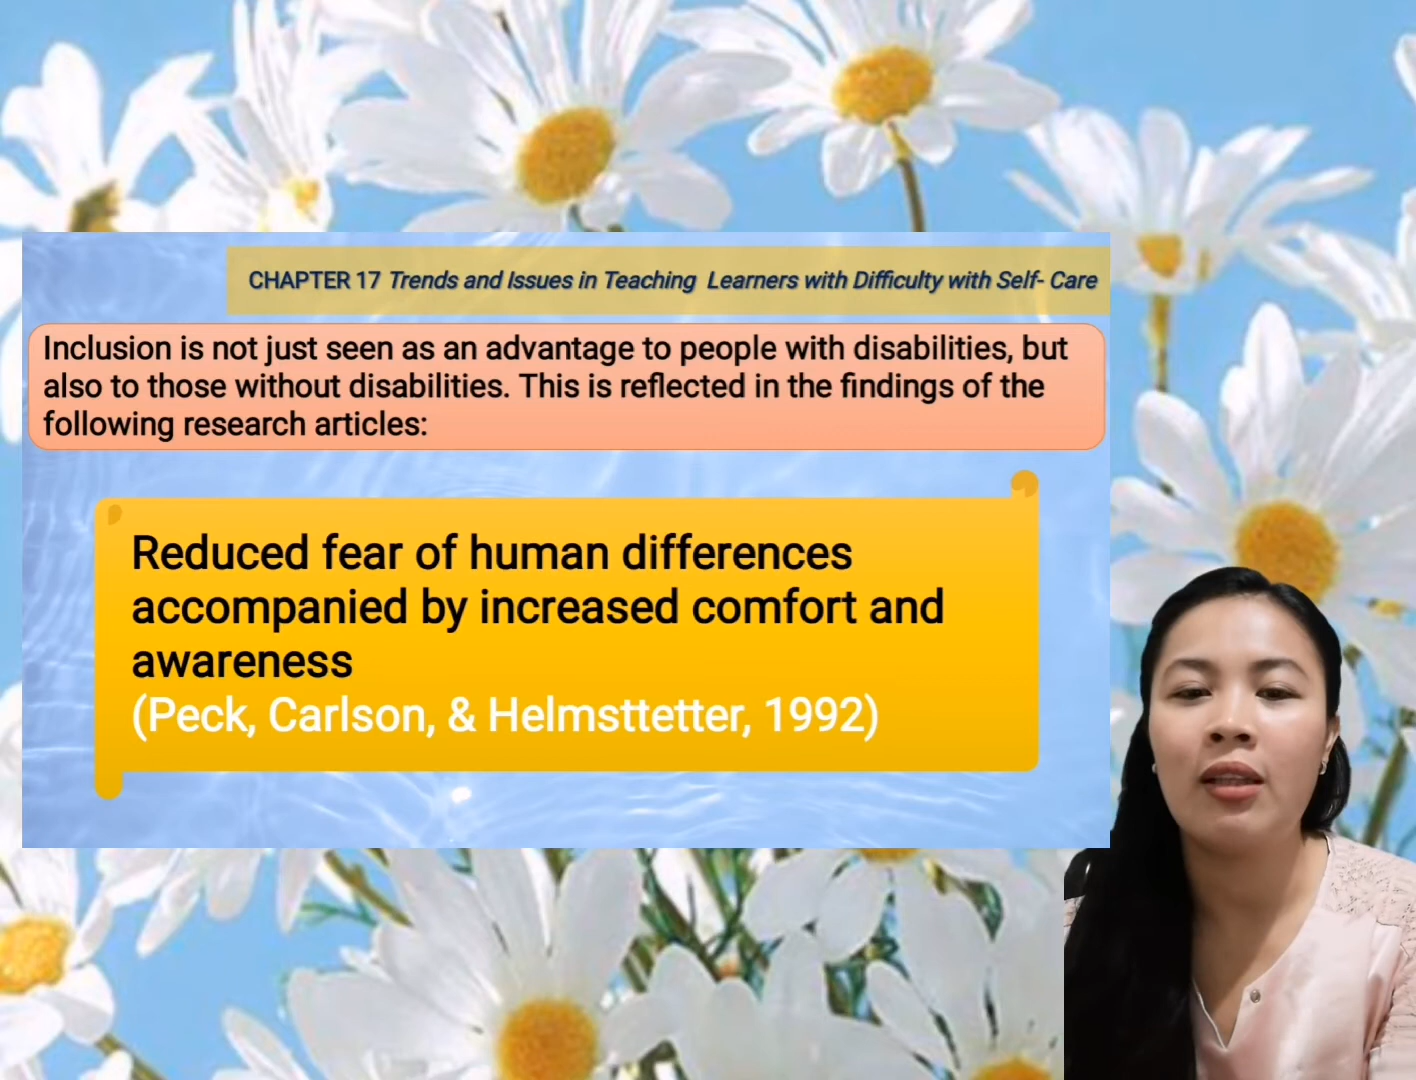 CHAPTER 17 Trends and Issues in Teaching Learners with Difficulty with Self- Care
Inclusion is not just seen as an advantage to people with disabilities, but
also to those without disabilities. This is reflected in the findings of the
following research articles:
Reduced fear of human differences
accompanied by increased comfort and
awareness
(Peck, Carlson, & Helmsttetter, 1992)